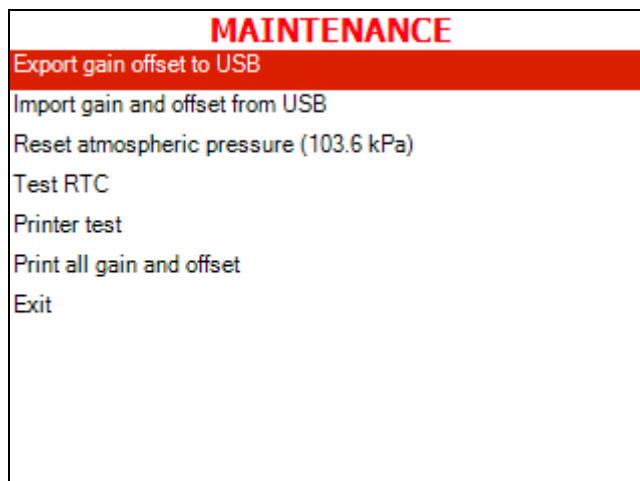 MAINTENANCE
Export gain offset to USB
Import gain and offset from USB
Reset atmospheric pressure (103.6 kPa)
Test RTC
Printer test
Print all gain and offset
Exit